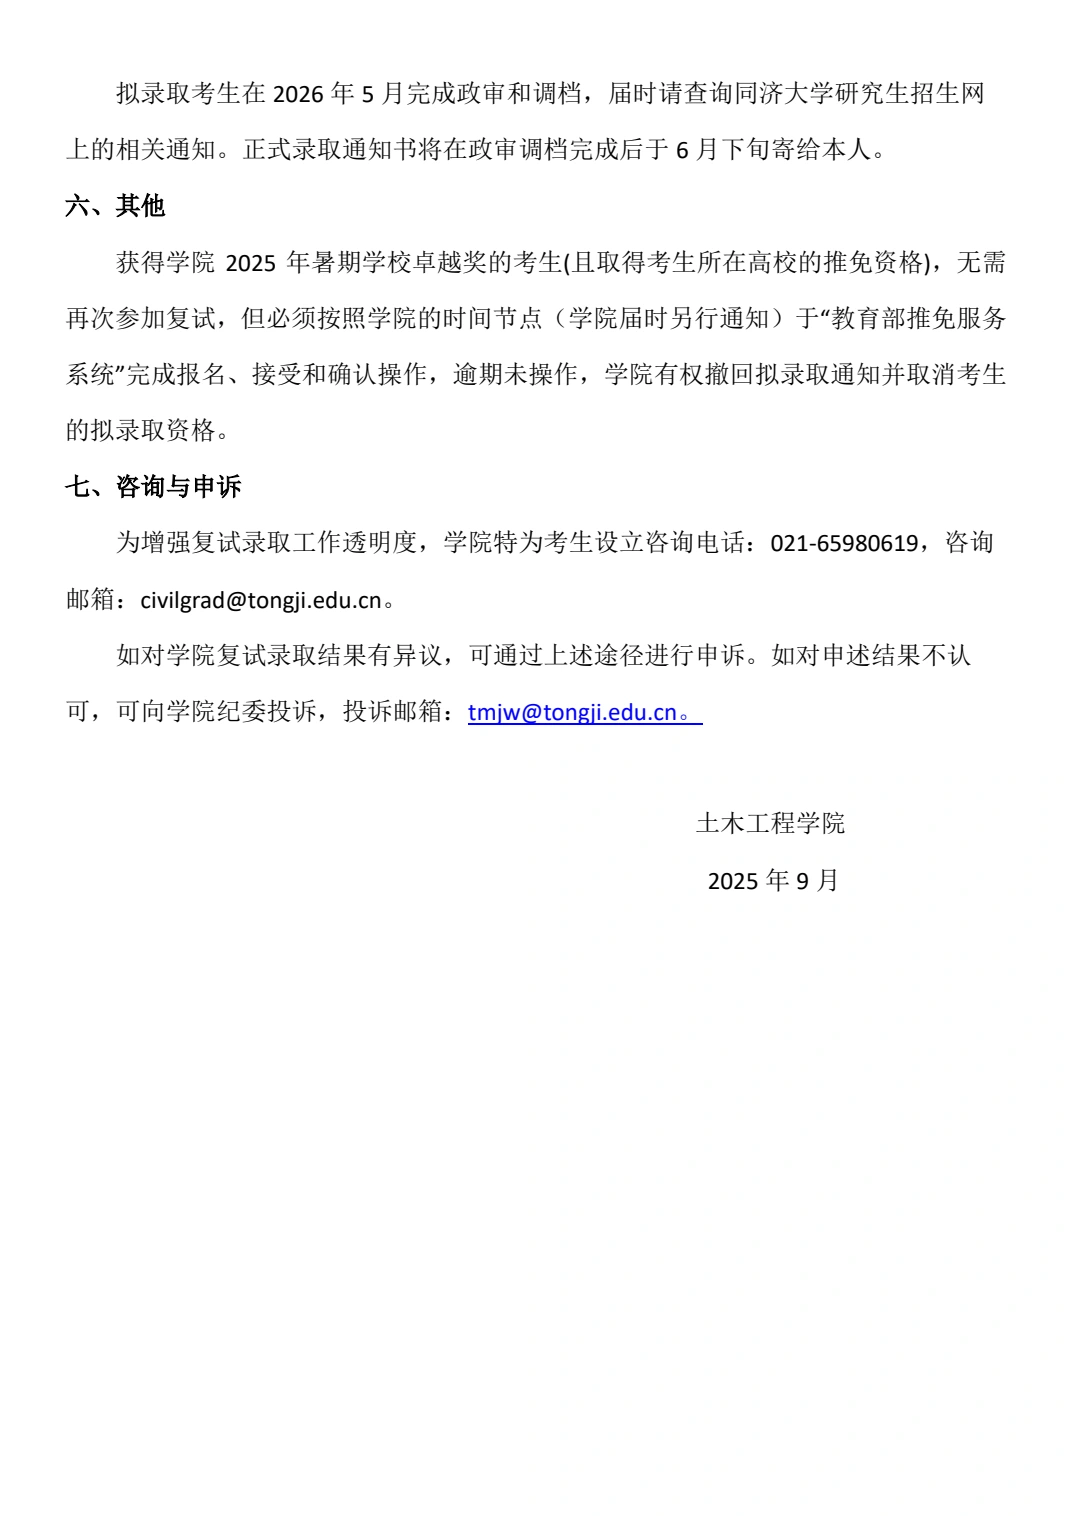 拟录取考生在 2026 年 5 月完成政审和调档，届时请查询同济大学研究生招生网
上的相关通知。正式录取通知书将在政审调档完成后于 6 月下旬寄给本人。
六、其他
获得学院 2025 年暑期学校卓越奖的考生(且取得考生所在高校的推免资格)，无需
再次参加复试，但必须按照学院的时间节点（学院届时另行通知）于“教育部推免服务
系统”完成报名、接受和确认操作，逾期未操作，学院有权撤回拟录取通知并取消考生
的拟录取资格。
七、咨询与申诉
为增强复试录取工作透明度，学院特为考生设立咨询电话：021-65980619，咨询
邮箱：civilgrad@tongji.edu.cn。
如对学院复试录取结果有异议，可通过上述途径进行申诉。如对申述结果不认
可，可向学院纪委投诉，投诉邮箱：tmjw@tongji.edu.cn。
土木工程学院
2025 年 9 月